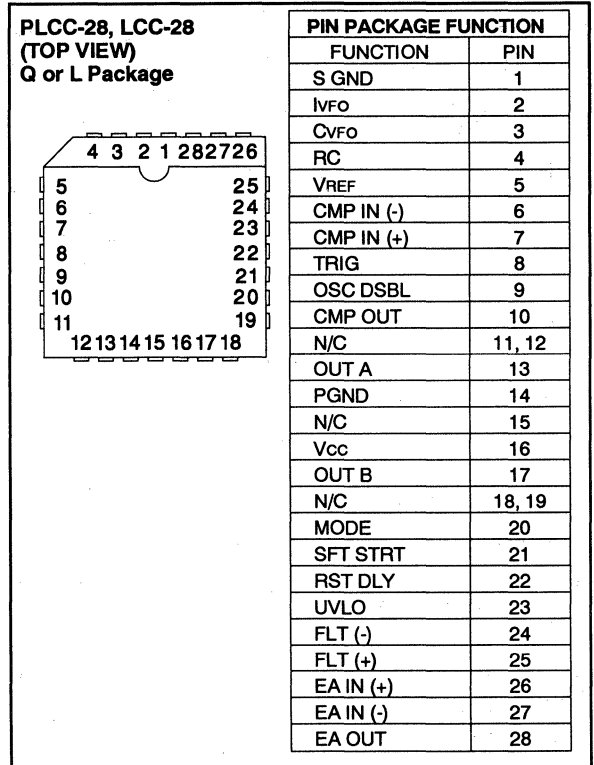 PLCC-28, LCC-28
(TOP VIEW)
Q or L Package
4 3 2 1 28 27 26
5 25
6 24
7 23
8 22
9 21
10 20
11 19
12 13 14 15 16 17 18
PIN PACKAGE FUNCTION
FUNCTION PIN
S GND 1
IVFO 2
CVFO 3
RC 4
VREF 5
CMP IN (-) 6
CMP IN (+) 7
TRIG 8
OSC DSBL 9
CMP OUT 10
N/C 11, 12
OUT A 13
PGND 14
N/C 15
Vcc 16
OUT B 17
N/C 18, 19
MODE 20
SFT STRT 21
RST DLY 22
UVLO 23
FLT (-) 24
FLT (+) 25
EA IN (+) 26
EA IN (-) 27
EA OUT 28